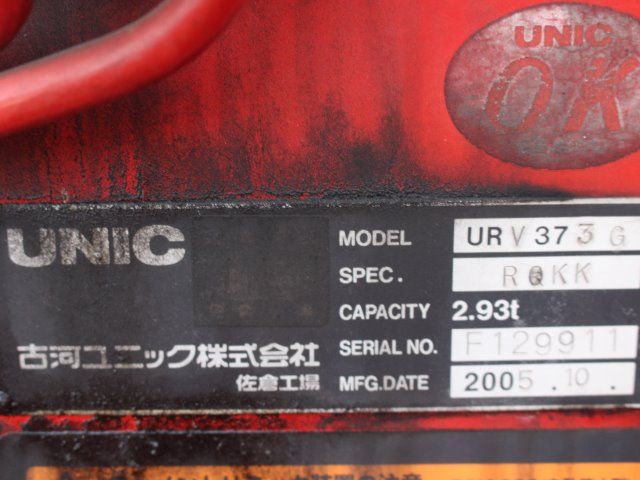 UNIC
OK
UNIC
MODEL URV373G
SPEC. RQKK
CAPACITY 2.93t
古河ユニック株式会社 SERIAL NO. F129911
佐倉工場 MFG.DATE 2005.10.